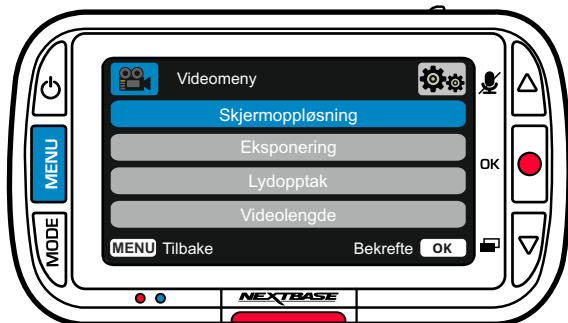 Videomeny
Skjermoppløsning
MENU
Eksponering
OK
Lydopptak
MODE
Videolengde
MENU Tilbake Bekrefte OK
NEXTBASE